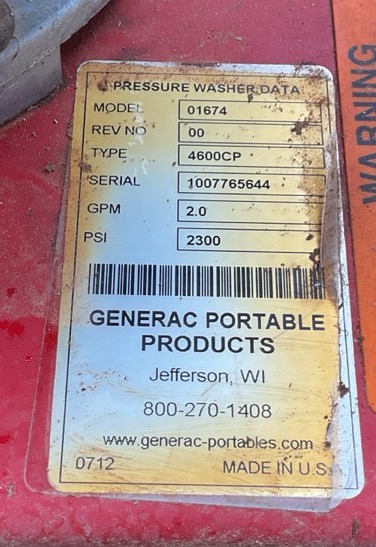 PRESSURE WASHER DATA
MODEL 01674
REV NO 00
TYPE 4600CP
SERIAL 1007765644
GPM 2.0
PSI 2300
GENERAC PORTABLE
PRODUCTS
Jefferson, WI
800-270-1408
www.generac-portables.com
0712 MADE IN U.S.
WARNING